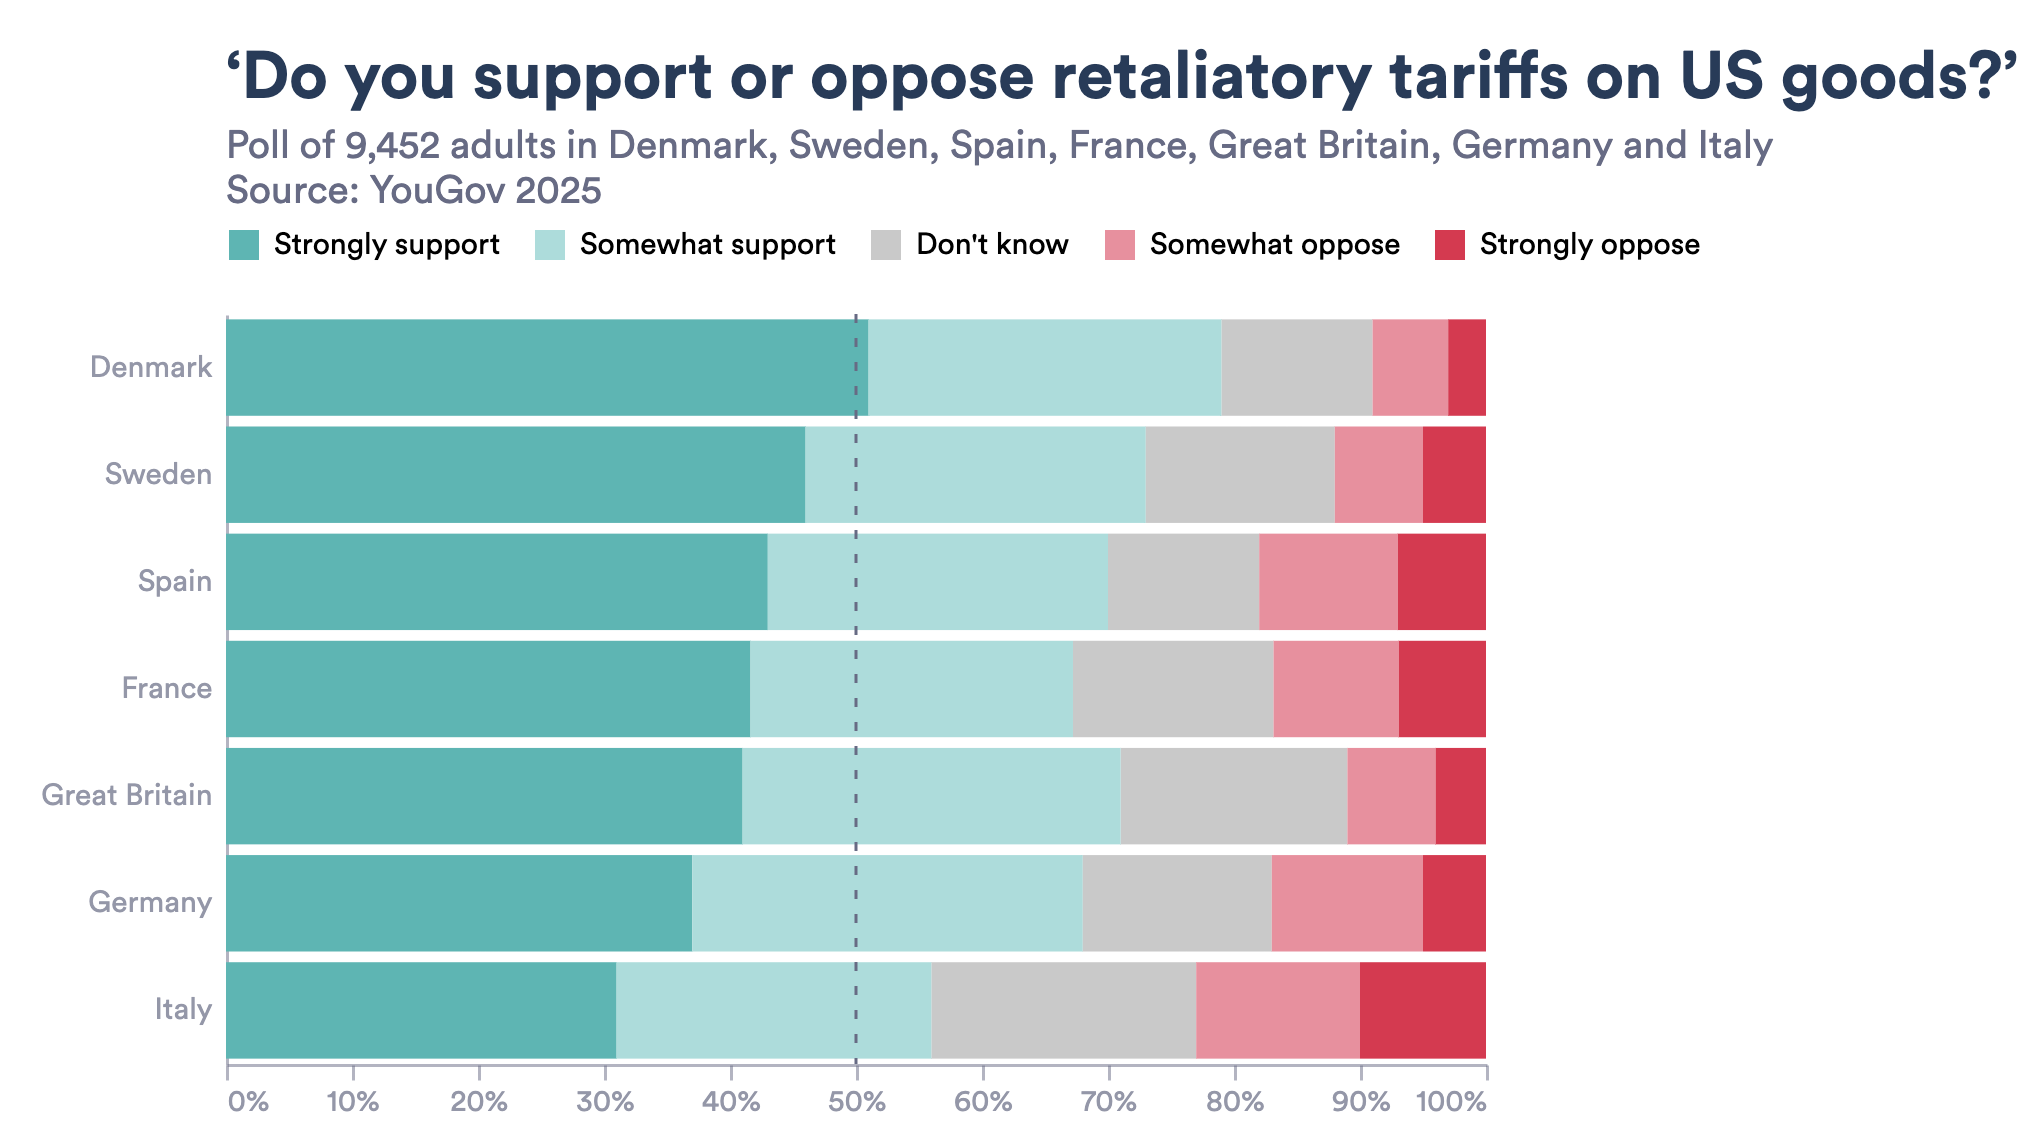 ‘Do you support or oppose retaliatory tariffs on US goods?’
Poll of 9,452 adults in Denmark, Sweden, Spain, France, Great Britain, Germany and Italy
Source: YouGov 2025
Strongly support Somewhat support Don't know Somewhat oppose Strongly oppose
Denmark
Sweden
Spain
France
Great Britain
Germany
Italy
0% 10% 20% 30% 40% 50% 60% 70% 80% 90% 100%